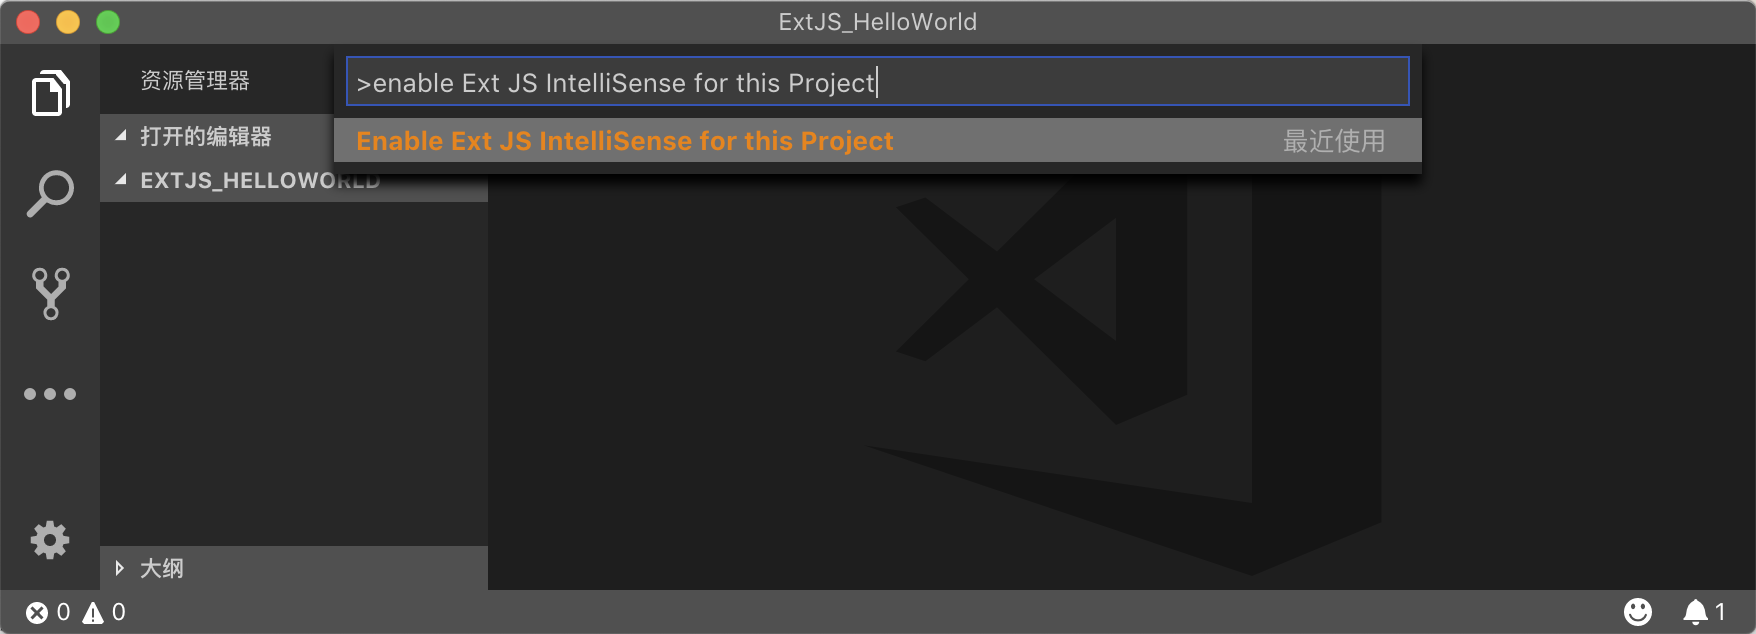 ExtJS_HelloWorld
资源管理器
>enable Ext JS IntelliSense for this Project
打开的编辑器
Enable Ext JS IntelliSense for this Project 最近使用
EXTJS_HELLOWORLD
大纲
0 0 1